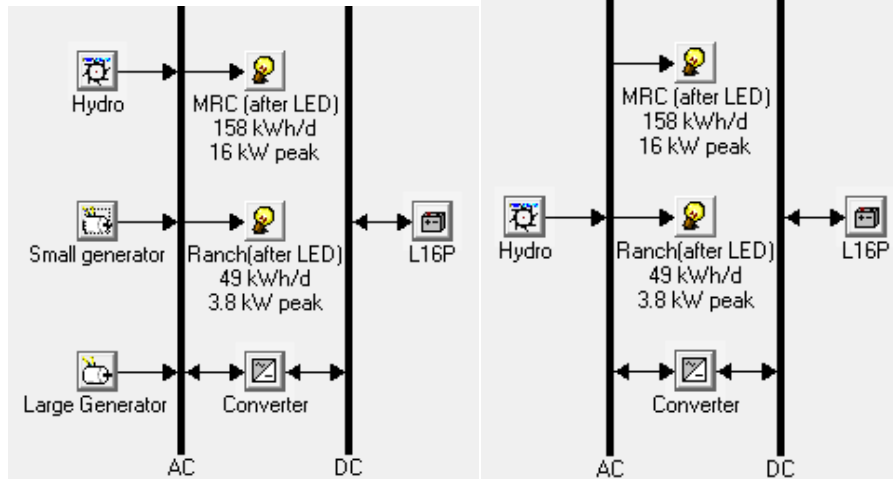 Hydro
MRC (after LED)
158 kWh/d
16 kW peak
Small generator
Ranch(after LED)
49 kWh/d
3.8 kW peak
L16P
Large Generator
Converter
AC
DC
MRC (after LED)
158 kWh/d
16 kW peak
Hydro
Ranch(after LED)
49 kWh/d
3.8 kW peak
L16P
Converter
AC
DC